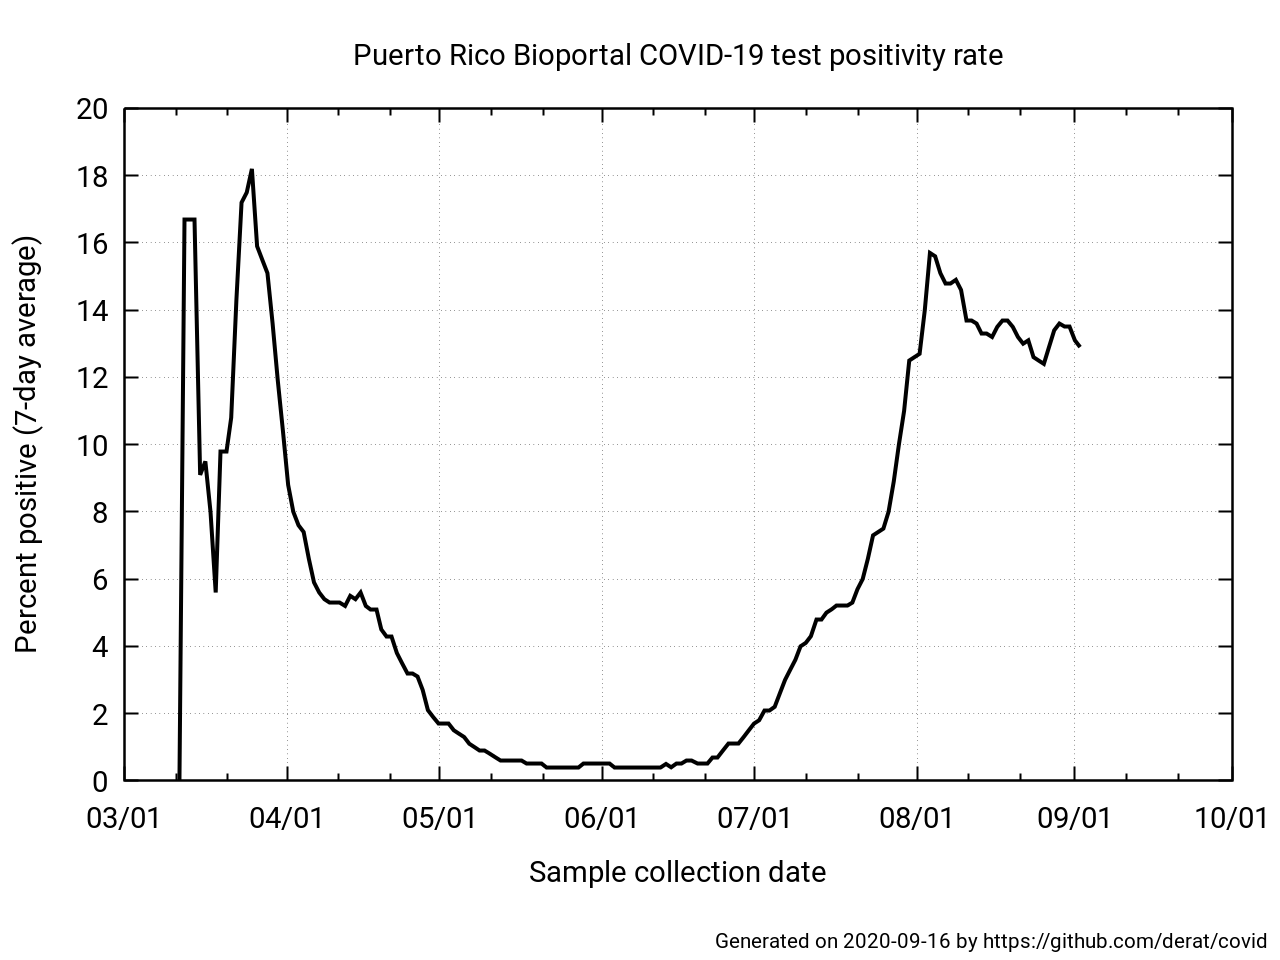 Puerto Rico Bioportal COVID-19 test positivity rate
20
18
16
14
12
10
8
6
4
2
0
Percent positive (7-day average)
03/01 04/01 05/01 06/01 07/01 08/01 09/01 10/01
Sample collection date
Generated on 2020-09-16 by https://github.com/derat/covid